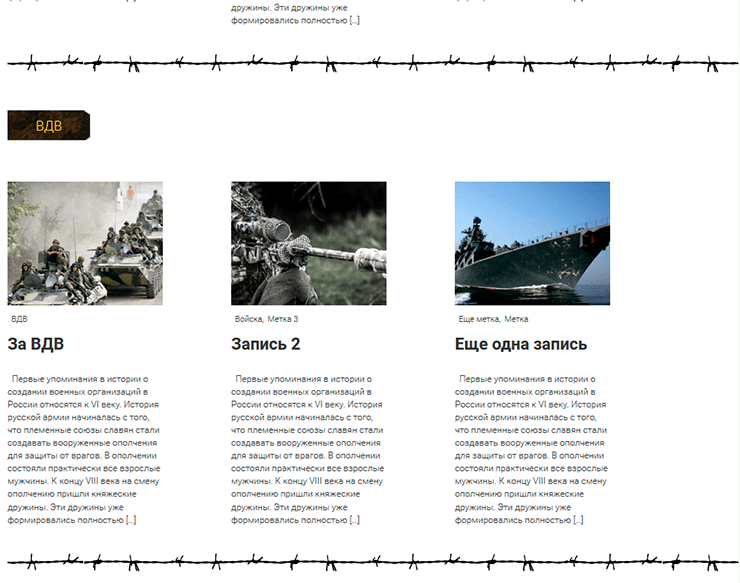 дружины. Эти дружины уже
формировались полностью [...]
ВДВ
ВДВ
За ВДВ
Первые упоминания в истории о
создании военных организаций в
России относятся к VI веку. История
русской армии начиналась с того,
что племенные союзы славян стали
создавать вооруженные ополчения
для защиты от врагов. В ополчении
состояли практически все взрослые
мужчины. К концу VIII века на смену
ополчению пришли княжеские
дружины. Эти дружины уже
формировались полностью [...]
Войска, Метка 3
Запись 2
Первые упоминания в истории о
создании военных организаций в
России относятся к VI веку. История
русской армии начиналась с того,
что племенные союзы славян стали
создавать вооруженные ополчения
для защиты от врагов. В ополчении
состояли практически все взрослые
мужчины. К концу VIII века на смену
ополчению пришли княжеские
дружины. Эти дружины уже
формировались полностью [...]
Еще метка, Метка
Еще одна запись
Первые упоминания в истории о
создании военных организаций в
России относятся к VI веку. История
русской армии начиналась с того,
что племенные союзы славян стали
создавать вооруженные ополчения
для защиты от врагов. В ополчении
состояли практически все взрослые
мужчины. К концу VIII века на смену
ополчению пришли княжеские
дружины. Эти дружины уже
формировались полностью [...]